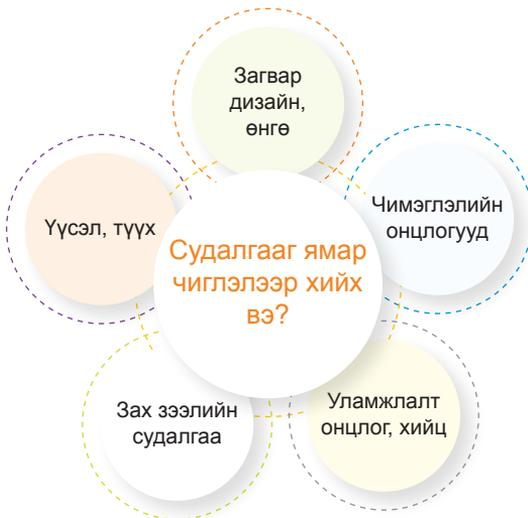 Загвар
дизайн,
өнгө
Үүсэл, түүх
Чимэглэлийн
онцлогууд
Судалгааг ямар
чиглэлээр хийх
вэ?
Зах зээлийн
судалгаа
Уламжлалт
онцлог, хийц